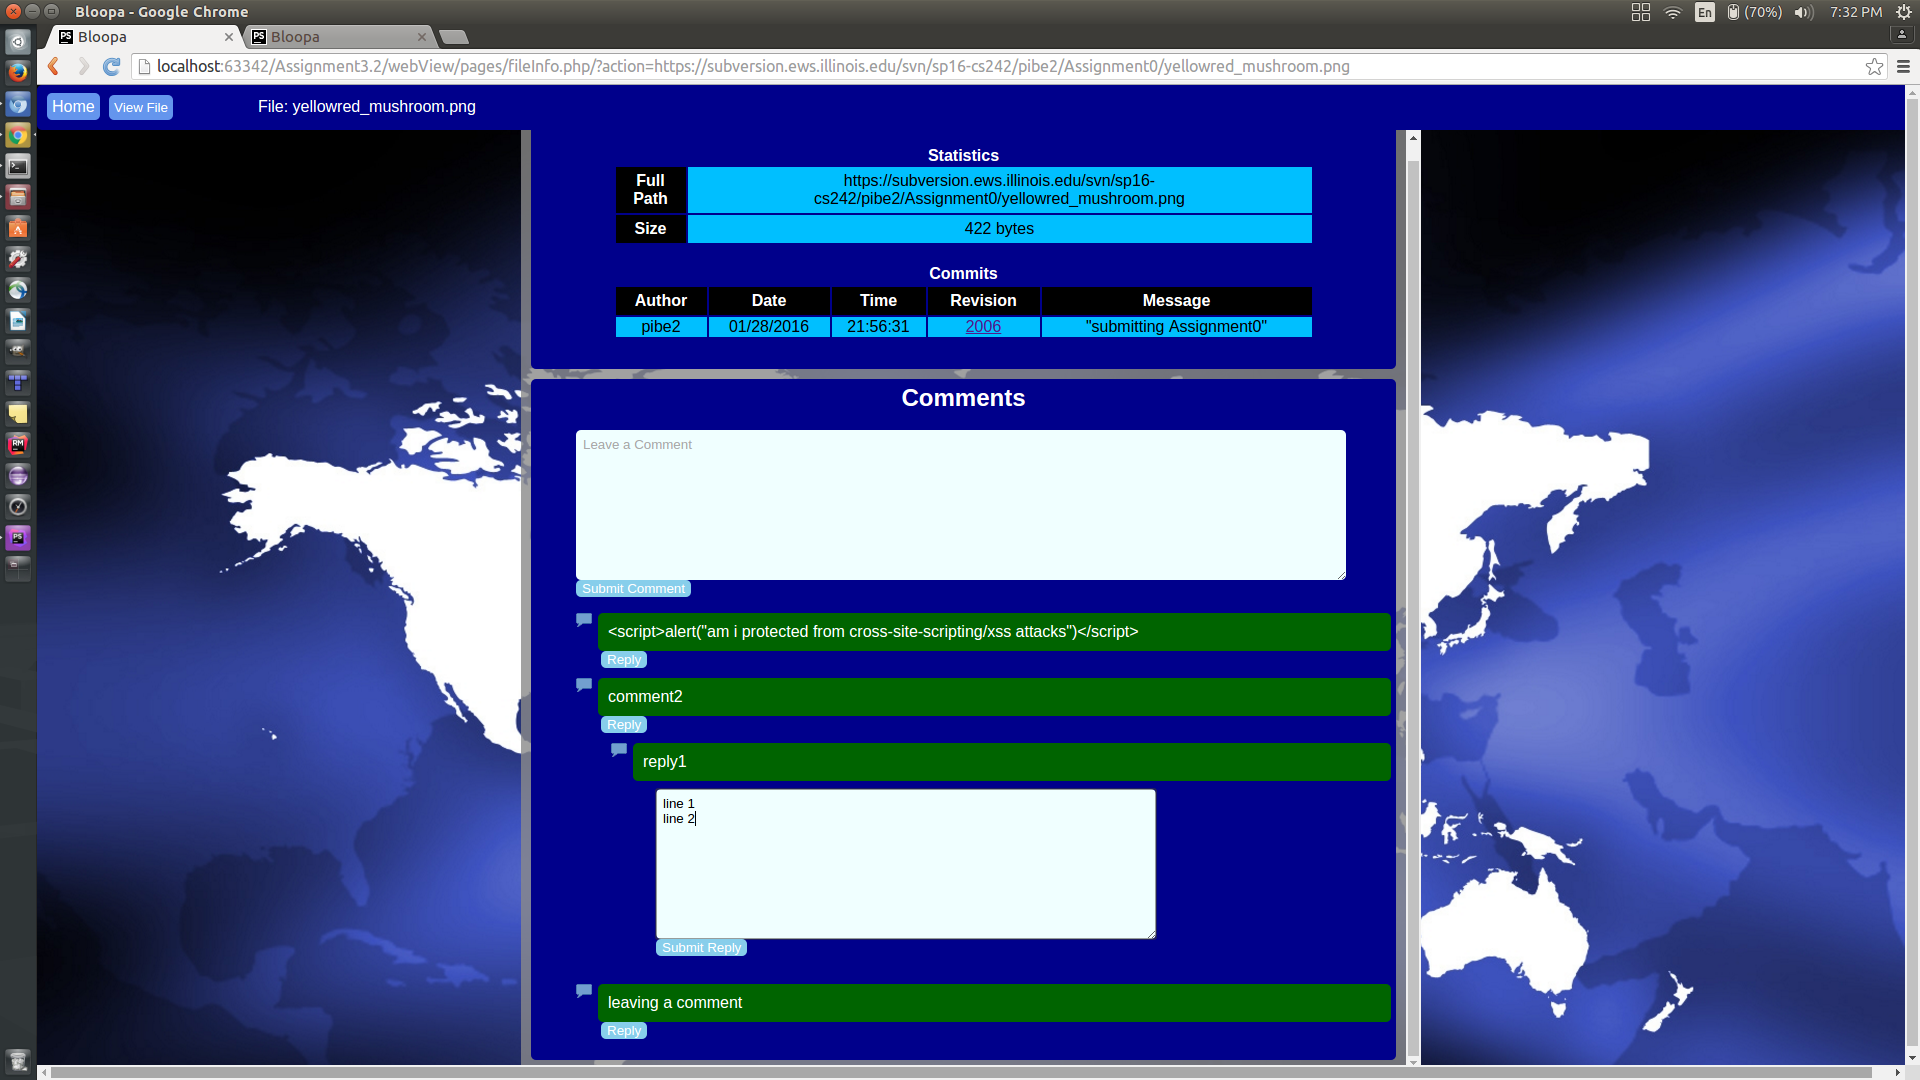 Bloopa - Google Chrome
En
(70%)
7:32 PM
PS Bloopa
PS Bloopa
localhost:63342/Assignment3.2/webView/pages/fileInfo.php/?action=https://subversion.ews.illinois.edu/svn/sp16-cs242/pibe2/Assignment0/yellowred_mushroom.png
Home
View File
File: yellowred_mushroom.png
Statistics
Full Path
https://subversion.ews.illinois.edu/svn/sp16-
cs242/pibe2/Assignment0/yellowred_mushroom.png
Size
422 bytes
Commits
Author Date Time Revision Message
pibe2 01/28/2016 21:56:31 2006 "submitting Assignment0"
Comments
Leave a Comment
Submit Comment
<script>alert("am i protected from cross-site-scripting/xss attacks")</script>
Reply
comment2
Reply
reply1
line 1
line 2
Submit Reply
leaving a comment
Reply
RM
PS